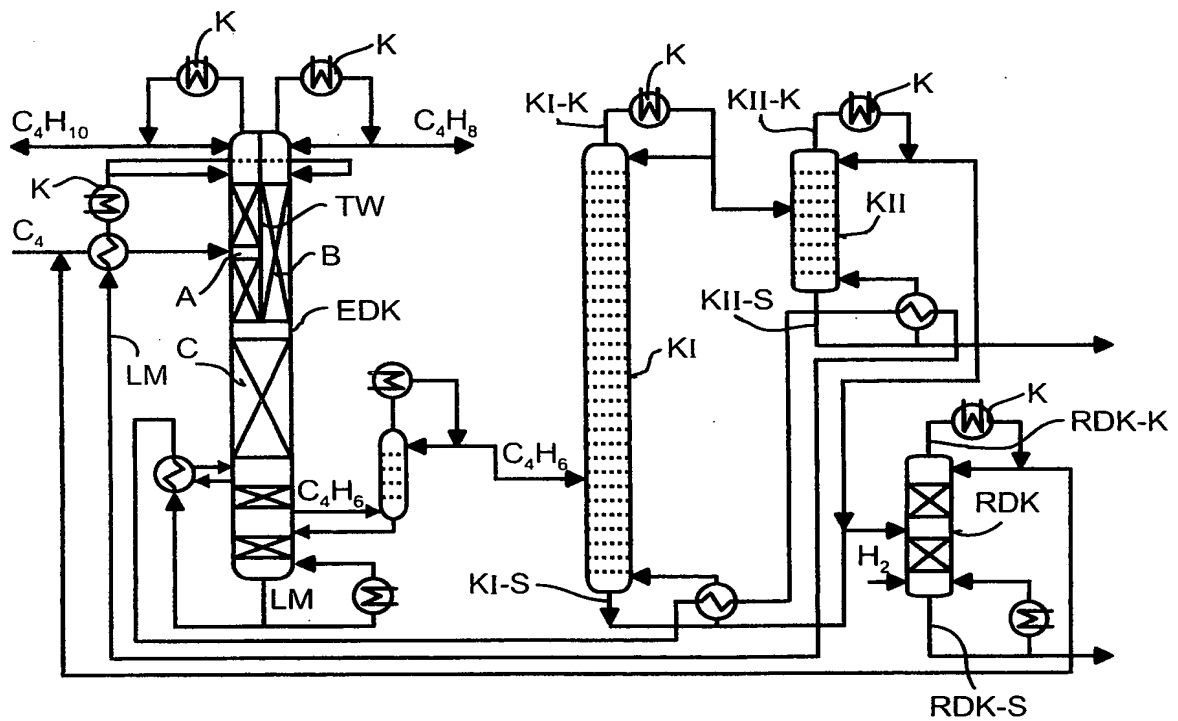 K
K
K
K
KI-K
KII-K
C₄H₁₀
C₄H₈
K
TW
KII
C₄
B
A
EDK
KII-S
C
KI
LM
K
RDK-K
C₄H₆
C₄H₆
RDK
H₂
KI-S
LM
RDK-S